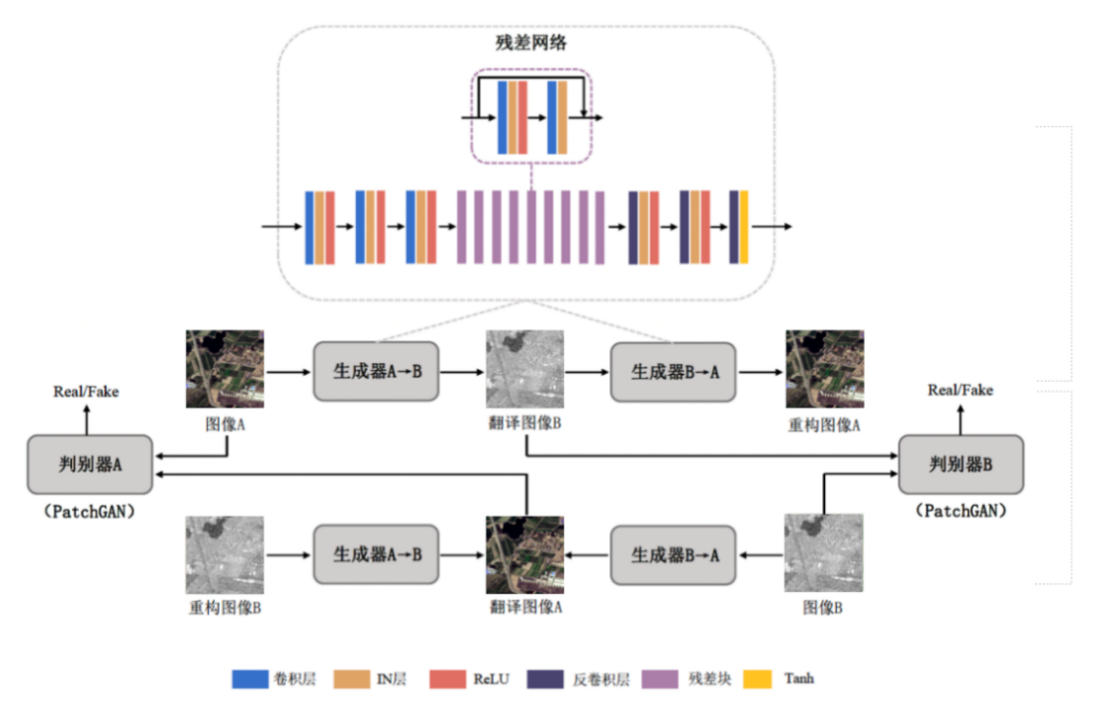 残差网络
生成器A→B
生成器B→A
Real/Fake
Real/Fake
图像A
翻译图像B
重构图像A
判别器A
判别器B
(PatchGAN)
(PatchGAN)
生成器A→B
生成器B→A
重构图像B
翻译图像A
图像B
卷积层
IN层
ReLU
反卷积层
残差块
Tanh